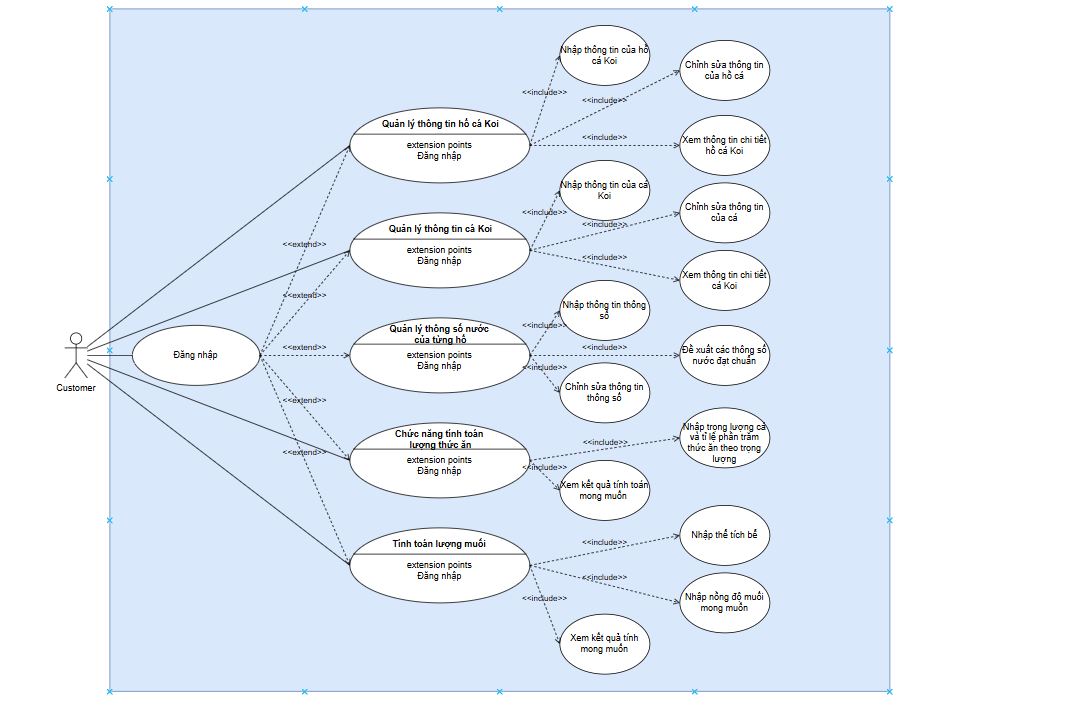 Nhập thông tin của hồ
cá Koi
Chỉnh sửa thông tin
của hồ cá
<<include>>
<<include>>
Quản lý thông tin hồ cá Koi
extension points
Đăng nhập
<<include>>
Xem thông tin chi tiết
hồ cá Koi
Nhập thông tin của cá
Koi
Chỉnh sửa thông tin
của cá
<<include>>
<<include>>
Quản lý thông tin cá Koi
extension points
Đăng nhập
<<extend>>
<<include>>
Xem thông tin chi tiết
cá Koi
<<extend>>
Nhập thông tin thông
số
<<include>>
Quản lý thông số nước
của từng hồ
extension points
Đăng nhập
<<extend>>
<<include>>
Đề xuất các thông số
nước đạt chuẩn
Đăng nhập
<<include>>
Customer
Chỉnh sửa thông tin
thông số
<<extend>>
Chức năng tính toán
lượng thức ăn
extension points
Đăng nhập
<<include>>
Nhập trọng lượng cá
và tỉ lệ phần trăm
thức ăn theo trọng
lượng
<<extend>>
<<include>>
Xem kết quả tính toán
mong muốn
Tính toán lượng muối
extension points
Đăng nhập
<<include>>
Nhập thể tích bể
<<include>>
Nhập nồng độ muối
mong muốn
<<include>>
Xem kết quả tính
mong muốn